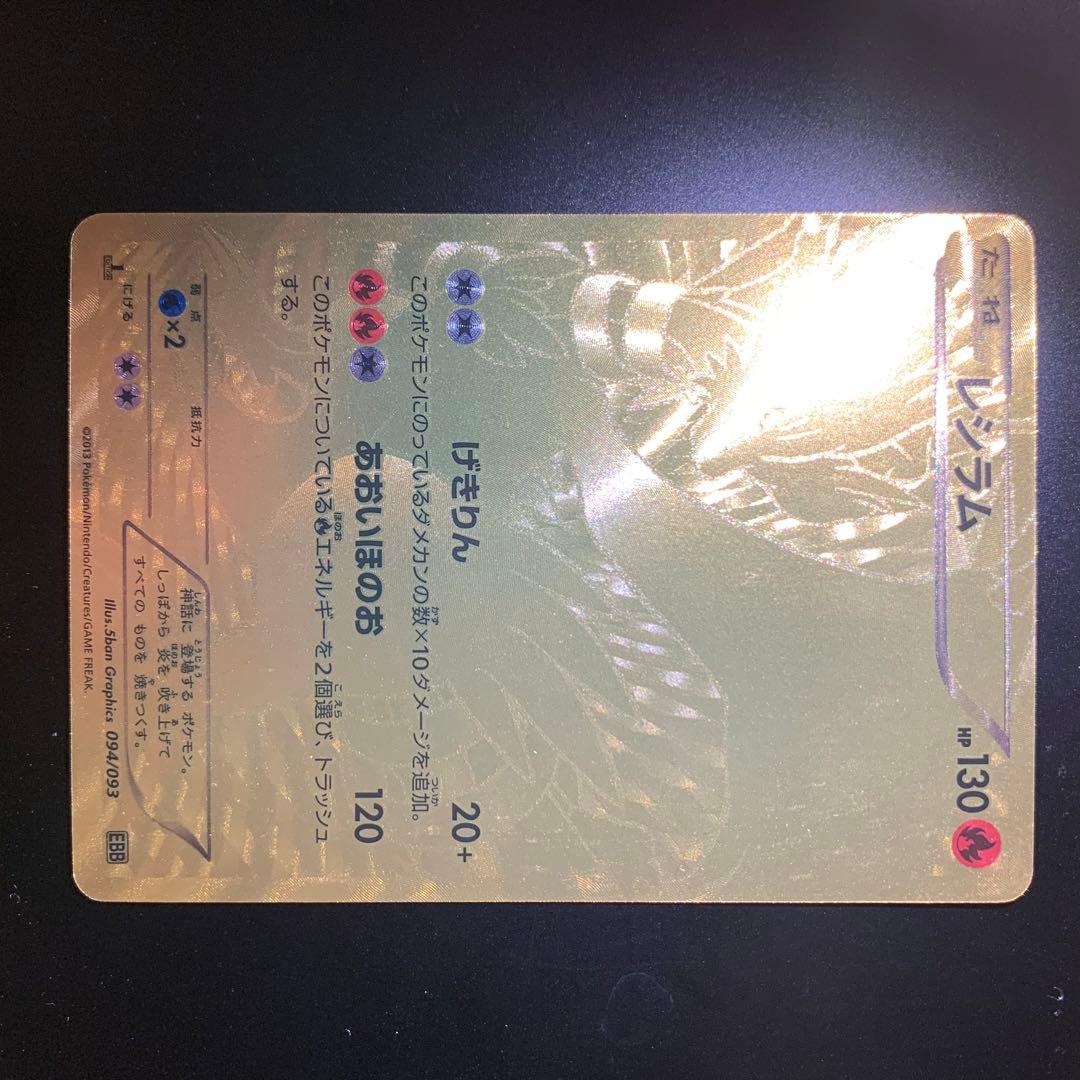 たね
レシラム
HP130
げきりん 20+
このポケモンにのっているダメカンの数×10ダメージを追加。
あおいほのお 120
このポケモンについているエネルギーを2個選び、トラッシュ
する。
弱点 抵抗力
×2
神話に 登場する ポケモン。
しっぽから 炎を 吹き上げて
すべての ものを 焼きつくす。
にげる
1 EDITION
Illus.5ban Graphics 094/093 EBB
©2013 Pokémon/Nintendo/Creatures/GAME FREAK.